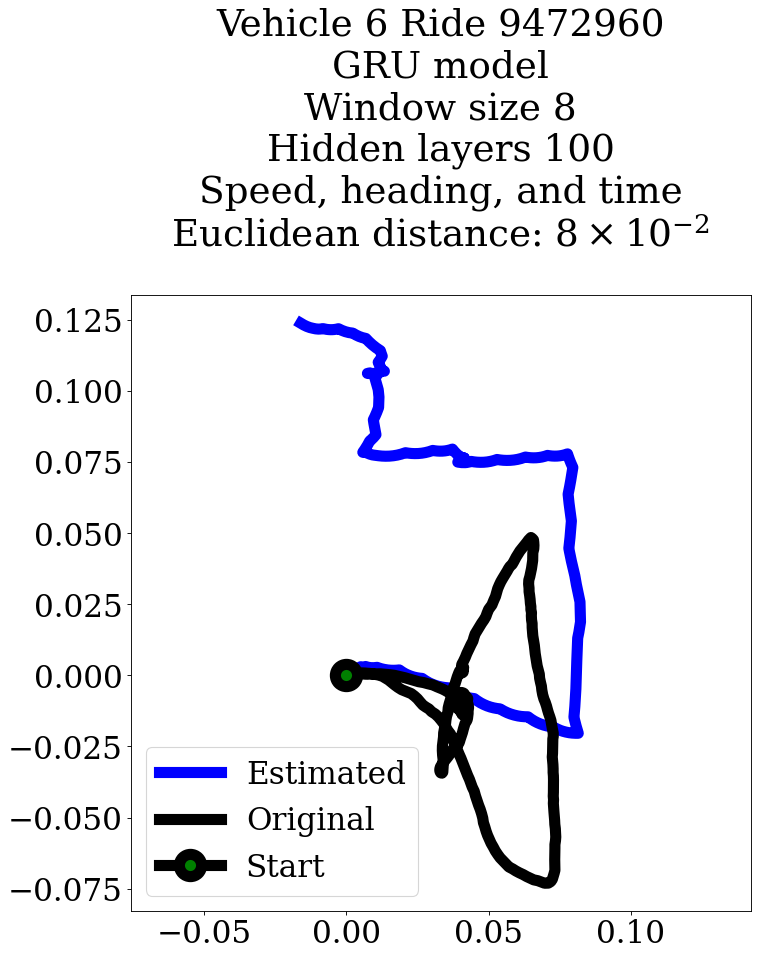 Vehicle 6 Ride 9472960
GRU model
Window size 8
Hidden layers 100
Speed, heading, and time
Euclidean distance: 8 × 10⁻²
0.125
0.100
0.075
0.050
0.025
0.000
−0.025
−0.050
−0.075
Estimated
Original
Start
−0.05 0.00 0.05 0.10